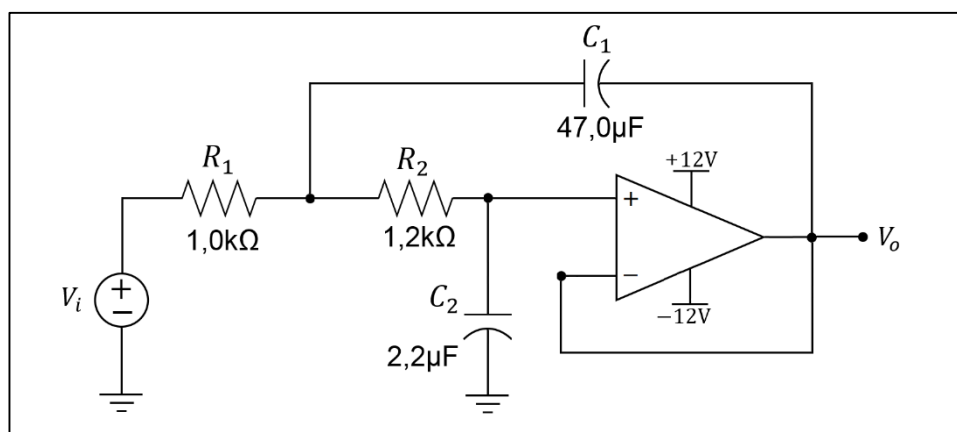 C₁
47,0µF
R₁
1,0kΩ
R₂
1,2kΩ
+12V
+
−
−12V
Vₒ
Vᵢ
+
−
C₂
2,2µF